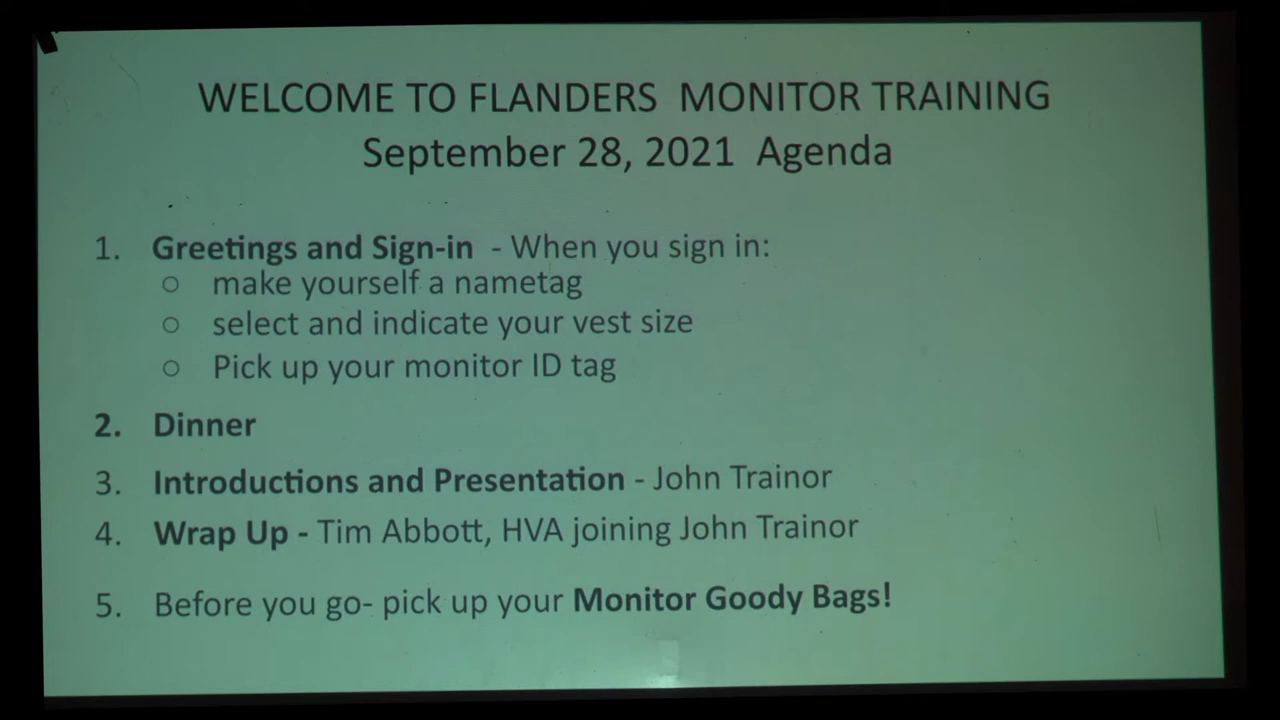 WELCOME TO FLANDERS MONITOR TRAINING
September 28, 2021 Agenda
1. Greetings and Sign-in - When you sign in:
○ make yourself a nametag
○ select and indicate your vest size
○ Pick up your monitor ID tag
2. Dinner
3. Introductions and Presentation - John Trainor
4. Wrap Up - Tim Abbott, HVA joining John Trainor
5. Before you go- pick up your Monitor Goody Bags!